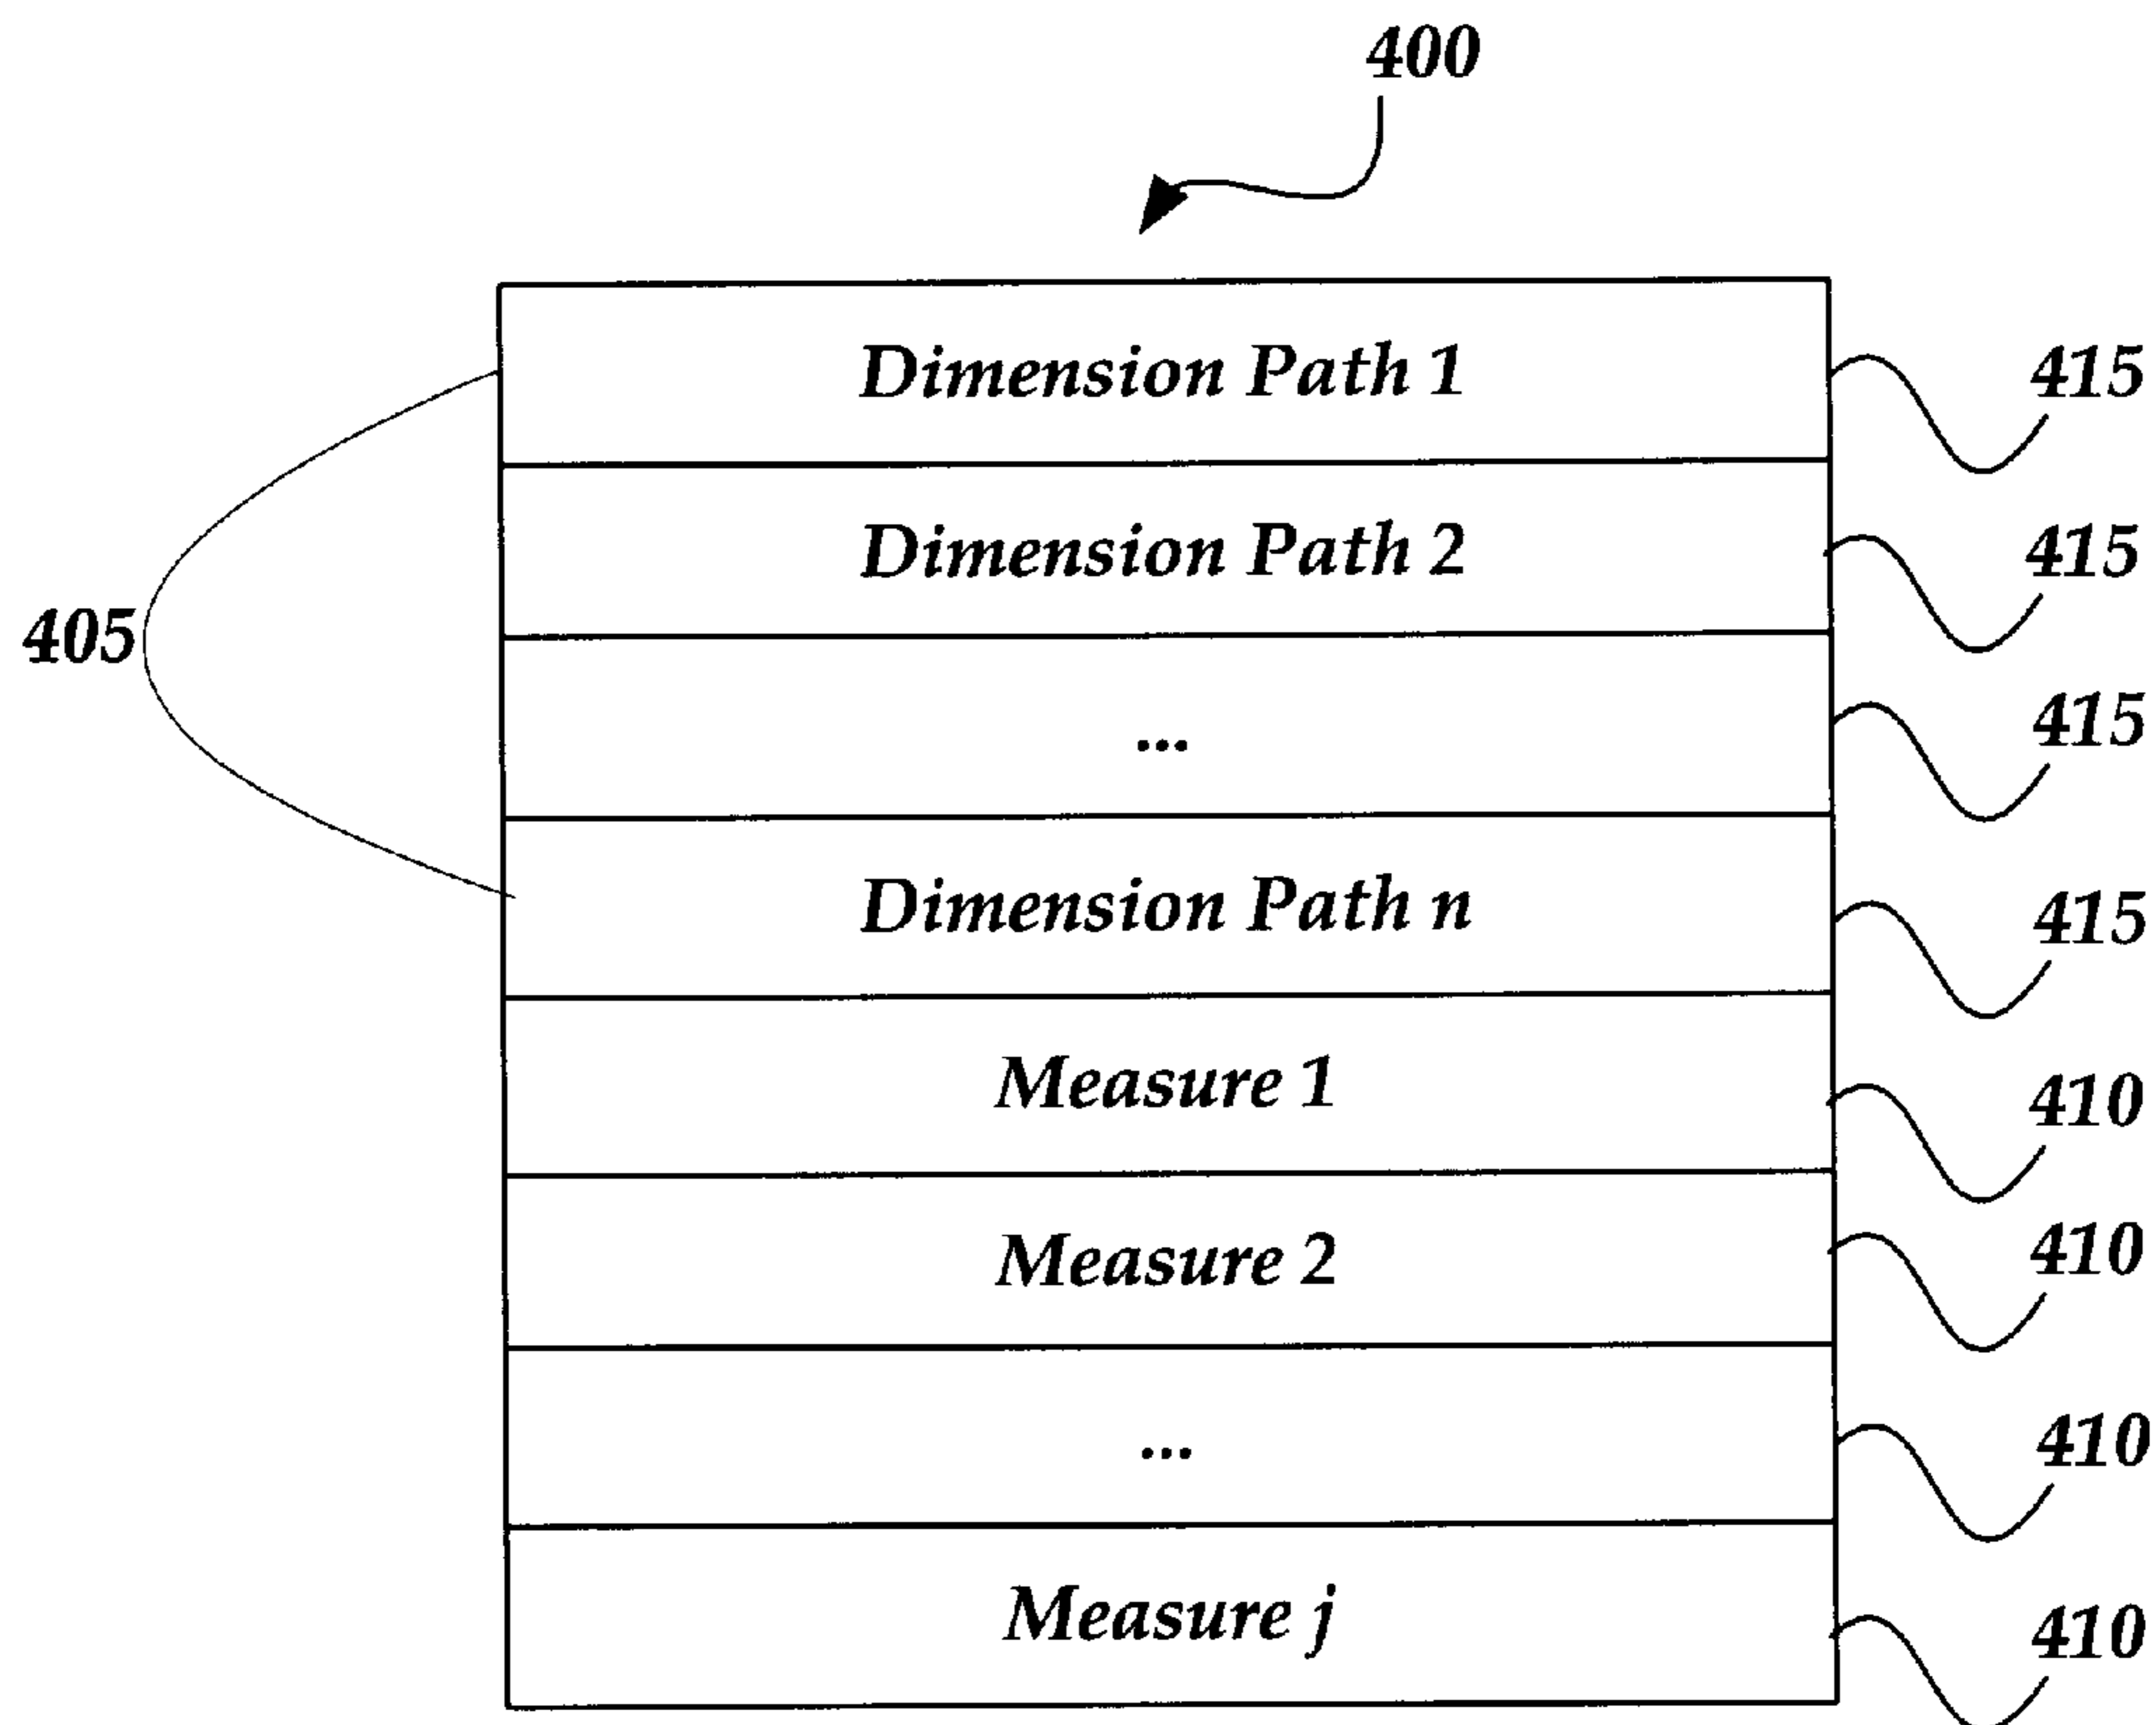 400
Dimension Path 1
415
Dimension Path 2
415
405
...
415
Dimension Path n
415
Measure 1
410
Measure 2
410
...
410
Measure j
410